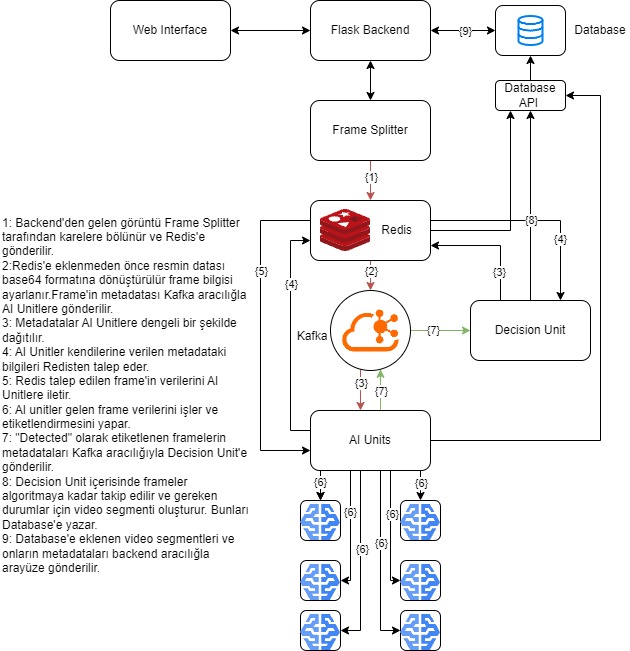 Web Interface
Flask Backend
{9}
Database
Database
API
Frame Splitter
{1}
Redis
{8}
{5}
{4}
{2}
{3}
{4}
Kafka
{7}
Decision Unit
{3}
{7}
AI Units
{6}
{6}
{6}
{6}
{6}
{6}
1: Backend'den gelen görüntü Frame Splitter
tarafından karelere bölünür ve Redis'e
gönderilir.
2:Redis'e eklenmeden önce resmin datası
base64 formatına dönüştürülür frame bilgisi
ayarlanır.Frame'in metadatası Kafka aracılığla
AI Unitlere gönderilir.
3: Metadatalar AI Unitlere dengeli bir şekilde
dağıtılır.
4: AI Unitler kendilerine verilen metadataki
bilgileri Redisten talep eder.
5: Redis talep edilen frame'in verilerini AI
Unitlere iletir.
6: AI unitler gelen frame verilerini işler ve
etiketlendirmesini yapar.
7: "Detected" olarak etiketlenen framelerin
metadataları Kafka aracılığıyla Decision Unit'e
gönderilir.
8: Decision Unit içerisinde frameler
algoritmaya kadar takip edilir ve gereken
durumlar için video segmenti oluşturur. Bunları
Database'e yazar.
9: Database'e eklenen video segmentleri ve
onların metadataları backend aracılığla
arayüze gönderilir.